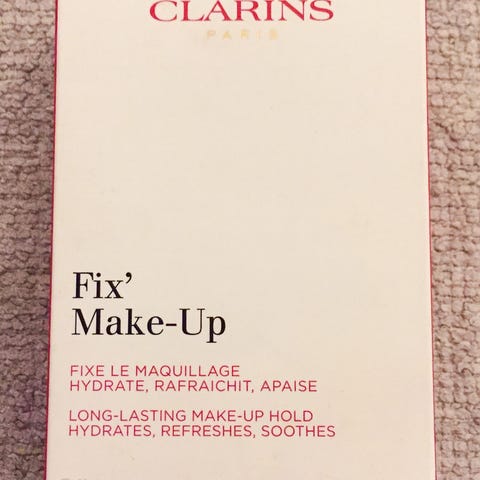 CLARINS
PARIS
Fix'
Make-Up
FIXE LE MAQUILLAGE
HYDRATE, RAFRAICHIT, APAISE
LONG-LASTING MAKE-UP HOLD
HYDRATES, REFRESHES, SOOTHES